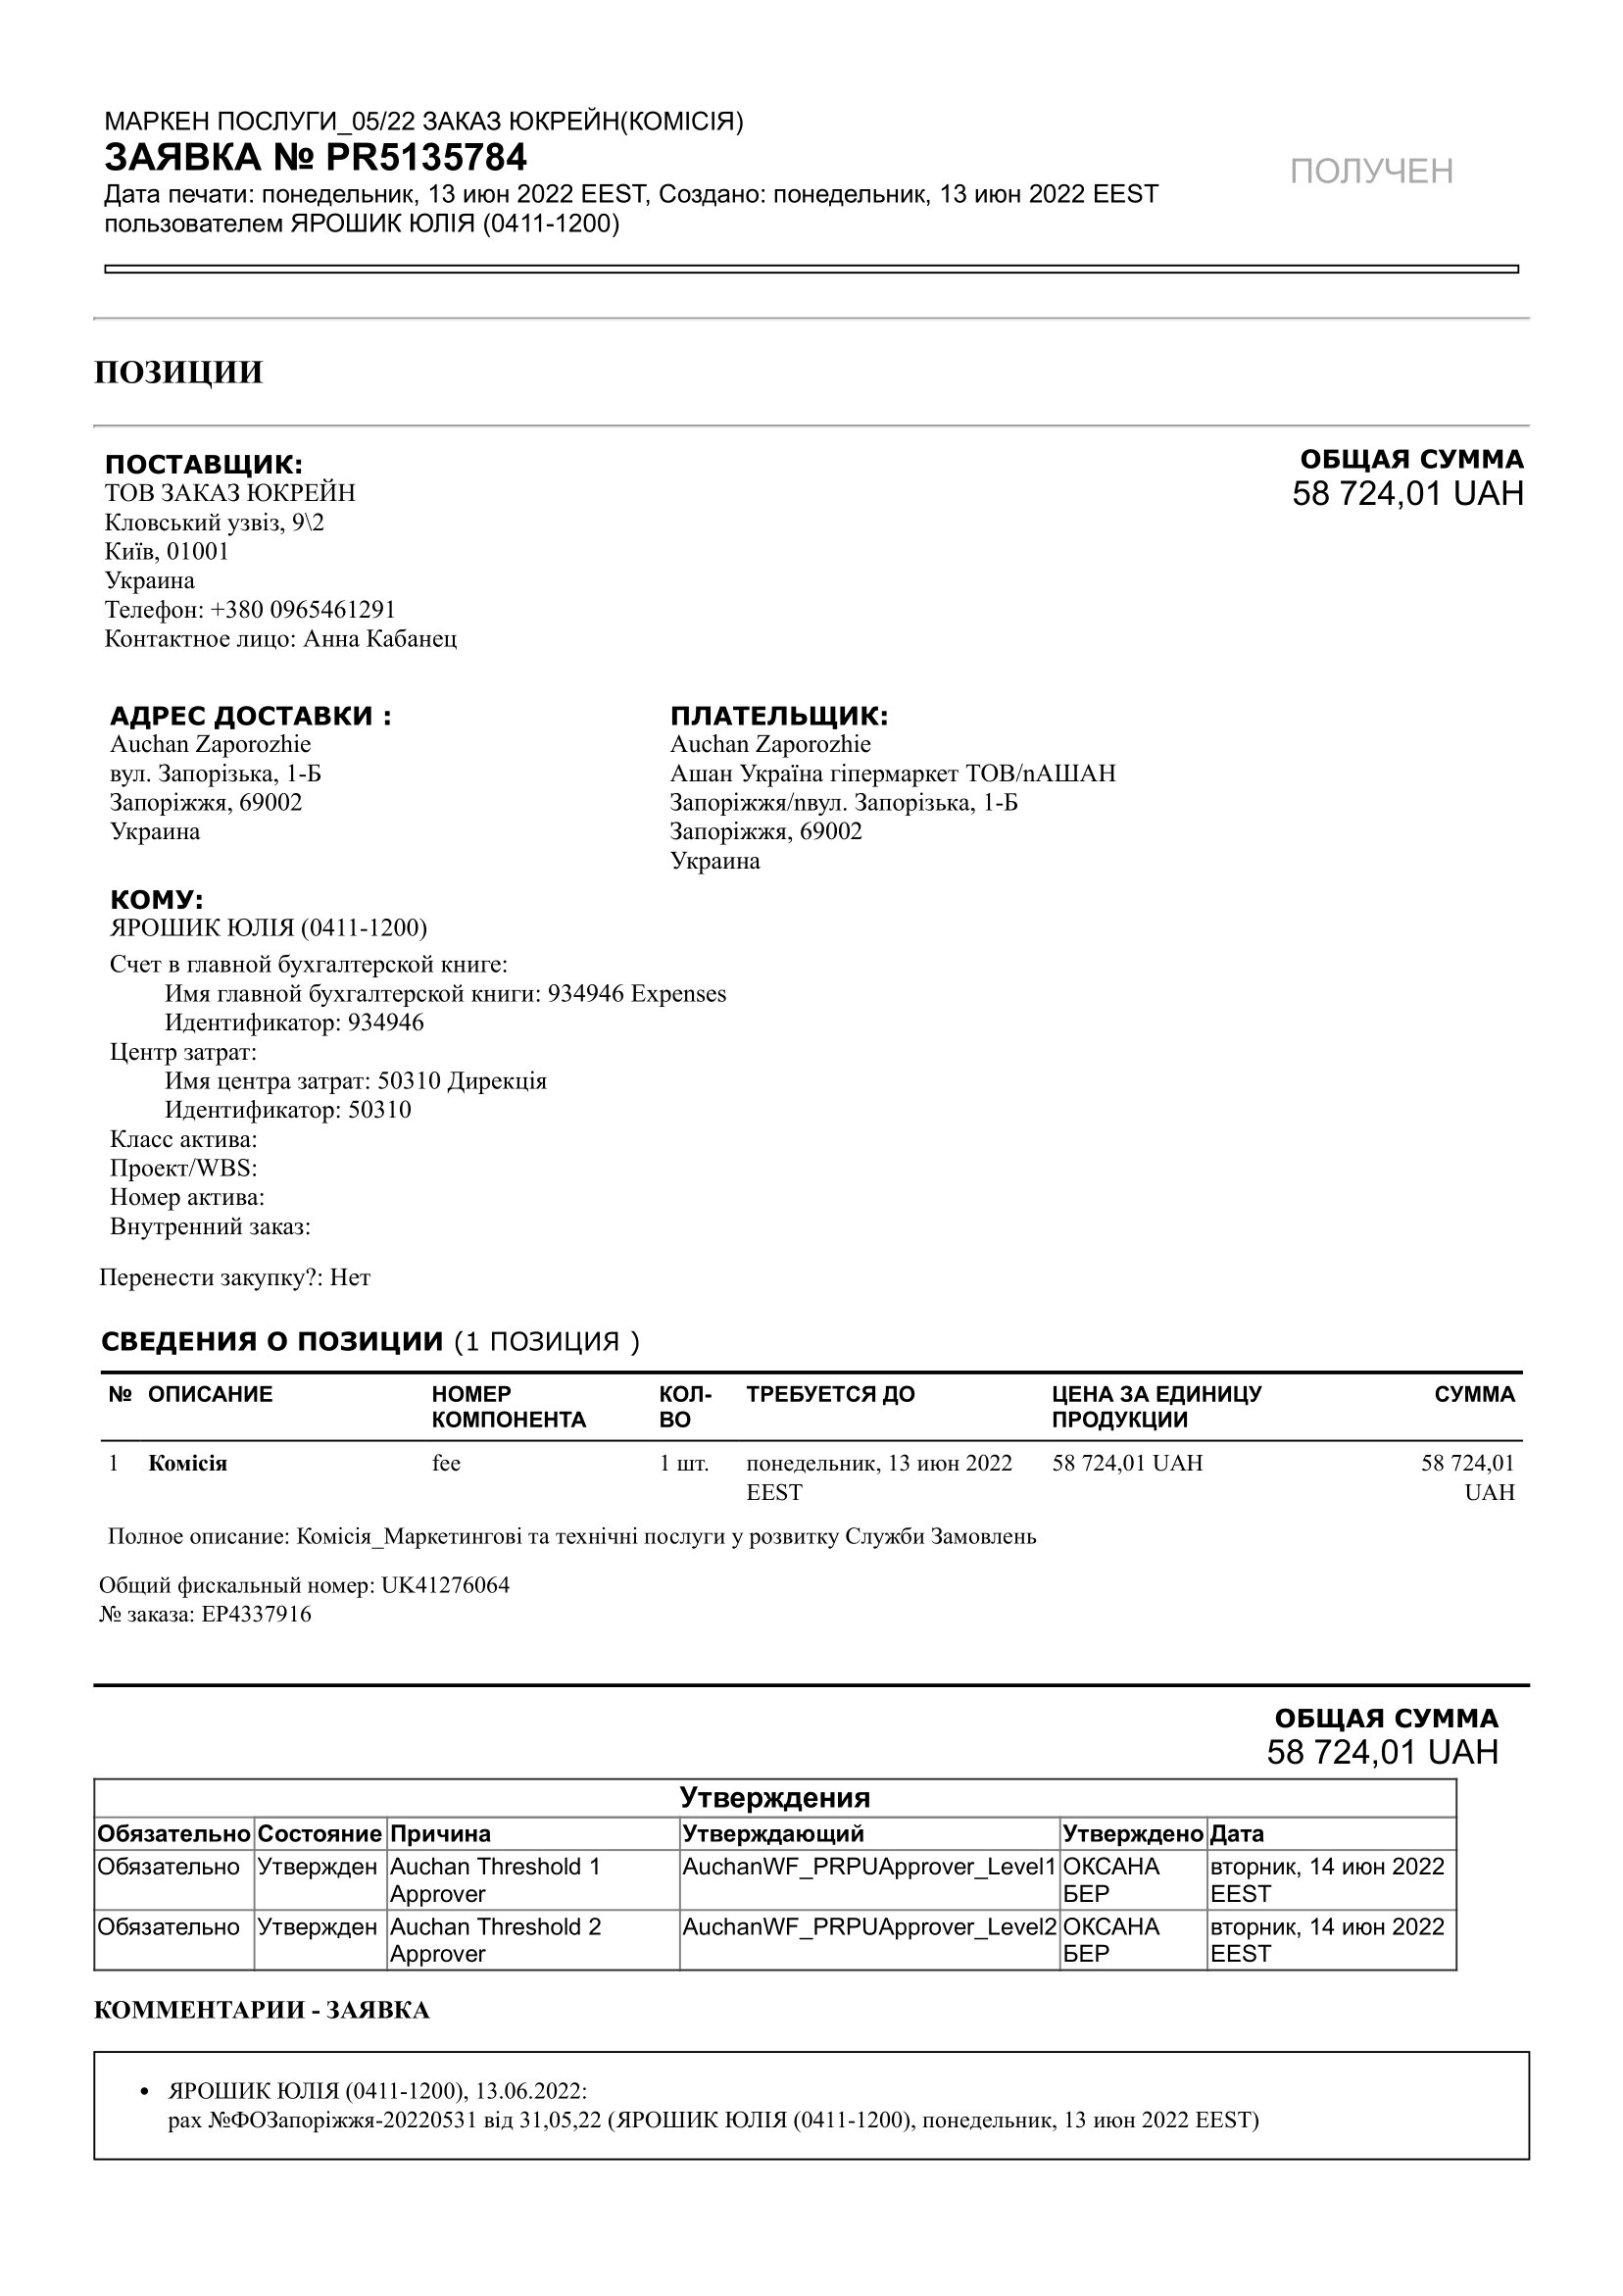 МАРКЕН ПОСЛУГИ_05/22 ЗАКАЗ ЮКРЕЙН(КОМІСІЯ)
ЗАЯВКА № PR5135784
ПОЛУЧЕН
Дата печати: понедельник, 13 июн 2022 EEST, Создано: понедельник, 13 июн 2022 EEST
пользователем ЯРОШИК ЮЛІЯ (0411-1200)
ПОЗИЦИИ
ПОСТАВЩИК:
ТОВ ЗАКАЗ ЮКРЕЙН
Кловський узвіз, 9\2
Київ, 01001
Украина
Телефон: +380 0965461291
Контактное лицо: Анна Кабанец
ОБЩАЯ СУММА
58 724,01 UAH
АДРЕС ДОСТАВКИ :
Auchan Zaporozhie
вул. Запорізька, 1-Б
Запоріжжя, 69002
Украина
ПЛАТЕЛЬЩИК:
Auchan Zaporozhie
Ашан Україна гіпермаркет ТОВ/nАШАН
Запоріжжя/nвул. Запорізька, 1-Б
Запоріжжя, 69002
Украина
КОМУ:
ЯРОШИК ЮЛІЯ (0411-1200)
Счет в главной бухгалтерской книге:
Имя главной бухгалтерской книги: 934946 Expenses
Идентификатор: 934946
Центр затрат:
Имя центра затрат: 50310 Дирекція
Идентификатор: 50310
Класс актива:
Проект/WBS:
Номер актива:
Внутренний заказ:
Перенести закупку?: Нет
СВЕДЕНИЯ О ПОЗИЦИИ (1 ПОЗИЦИЯ )
№ ОПИСАНИЕ НОМЕР КОМПОНЕНТА КОЛ-ВО ТРЕБУЕТСЯ ДО ЦЕНА ЗА ЕДИНИЦУ ПРОДУКЦИИ СУММА
1 Комісія fee 1 шт. понедельник, 13 июн 2022 EEST 58 724,01 UAH 58 724,01 UAH
Полное описание: Комісія_Маркетингові та технічні послуги у розвитку Служби Замовлень
Общий фискальный номер: UK41276064
№ заказа: EP4337916
ОБЩАЯ СУММА
58 724,01 UAH
Утверждения
Обязательно Состояние Причина Утверждающий Утверждено Дата
Обязательно Утвержден Auchan Threshold 1 Approver AuchanWF_PRPUApprover_Level1 ОКСАНА БЕР вторник, 14 июн 2022 EEST
Обязательно Утвержден Auchan Threshold 2 Approver AuchanWF_PRPUApprover_Level2 ОКСАНА БЕР вторник, 14 июн 2022 EEST
КОММЕНТАРИИ - ЗАЯВКА
• ЯРОШИК ЮЛІЯ (0411-1200), 13.06.2022:
рах №ФОЗапоріжжя-20220531 від 31,05,22 (ЯРОШИК ЮЛІЯ (0411-1200), понедельник, 13 июн 2022 EEST)